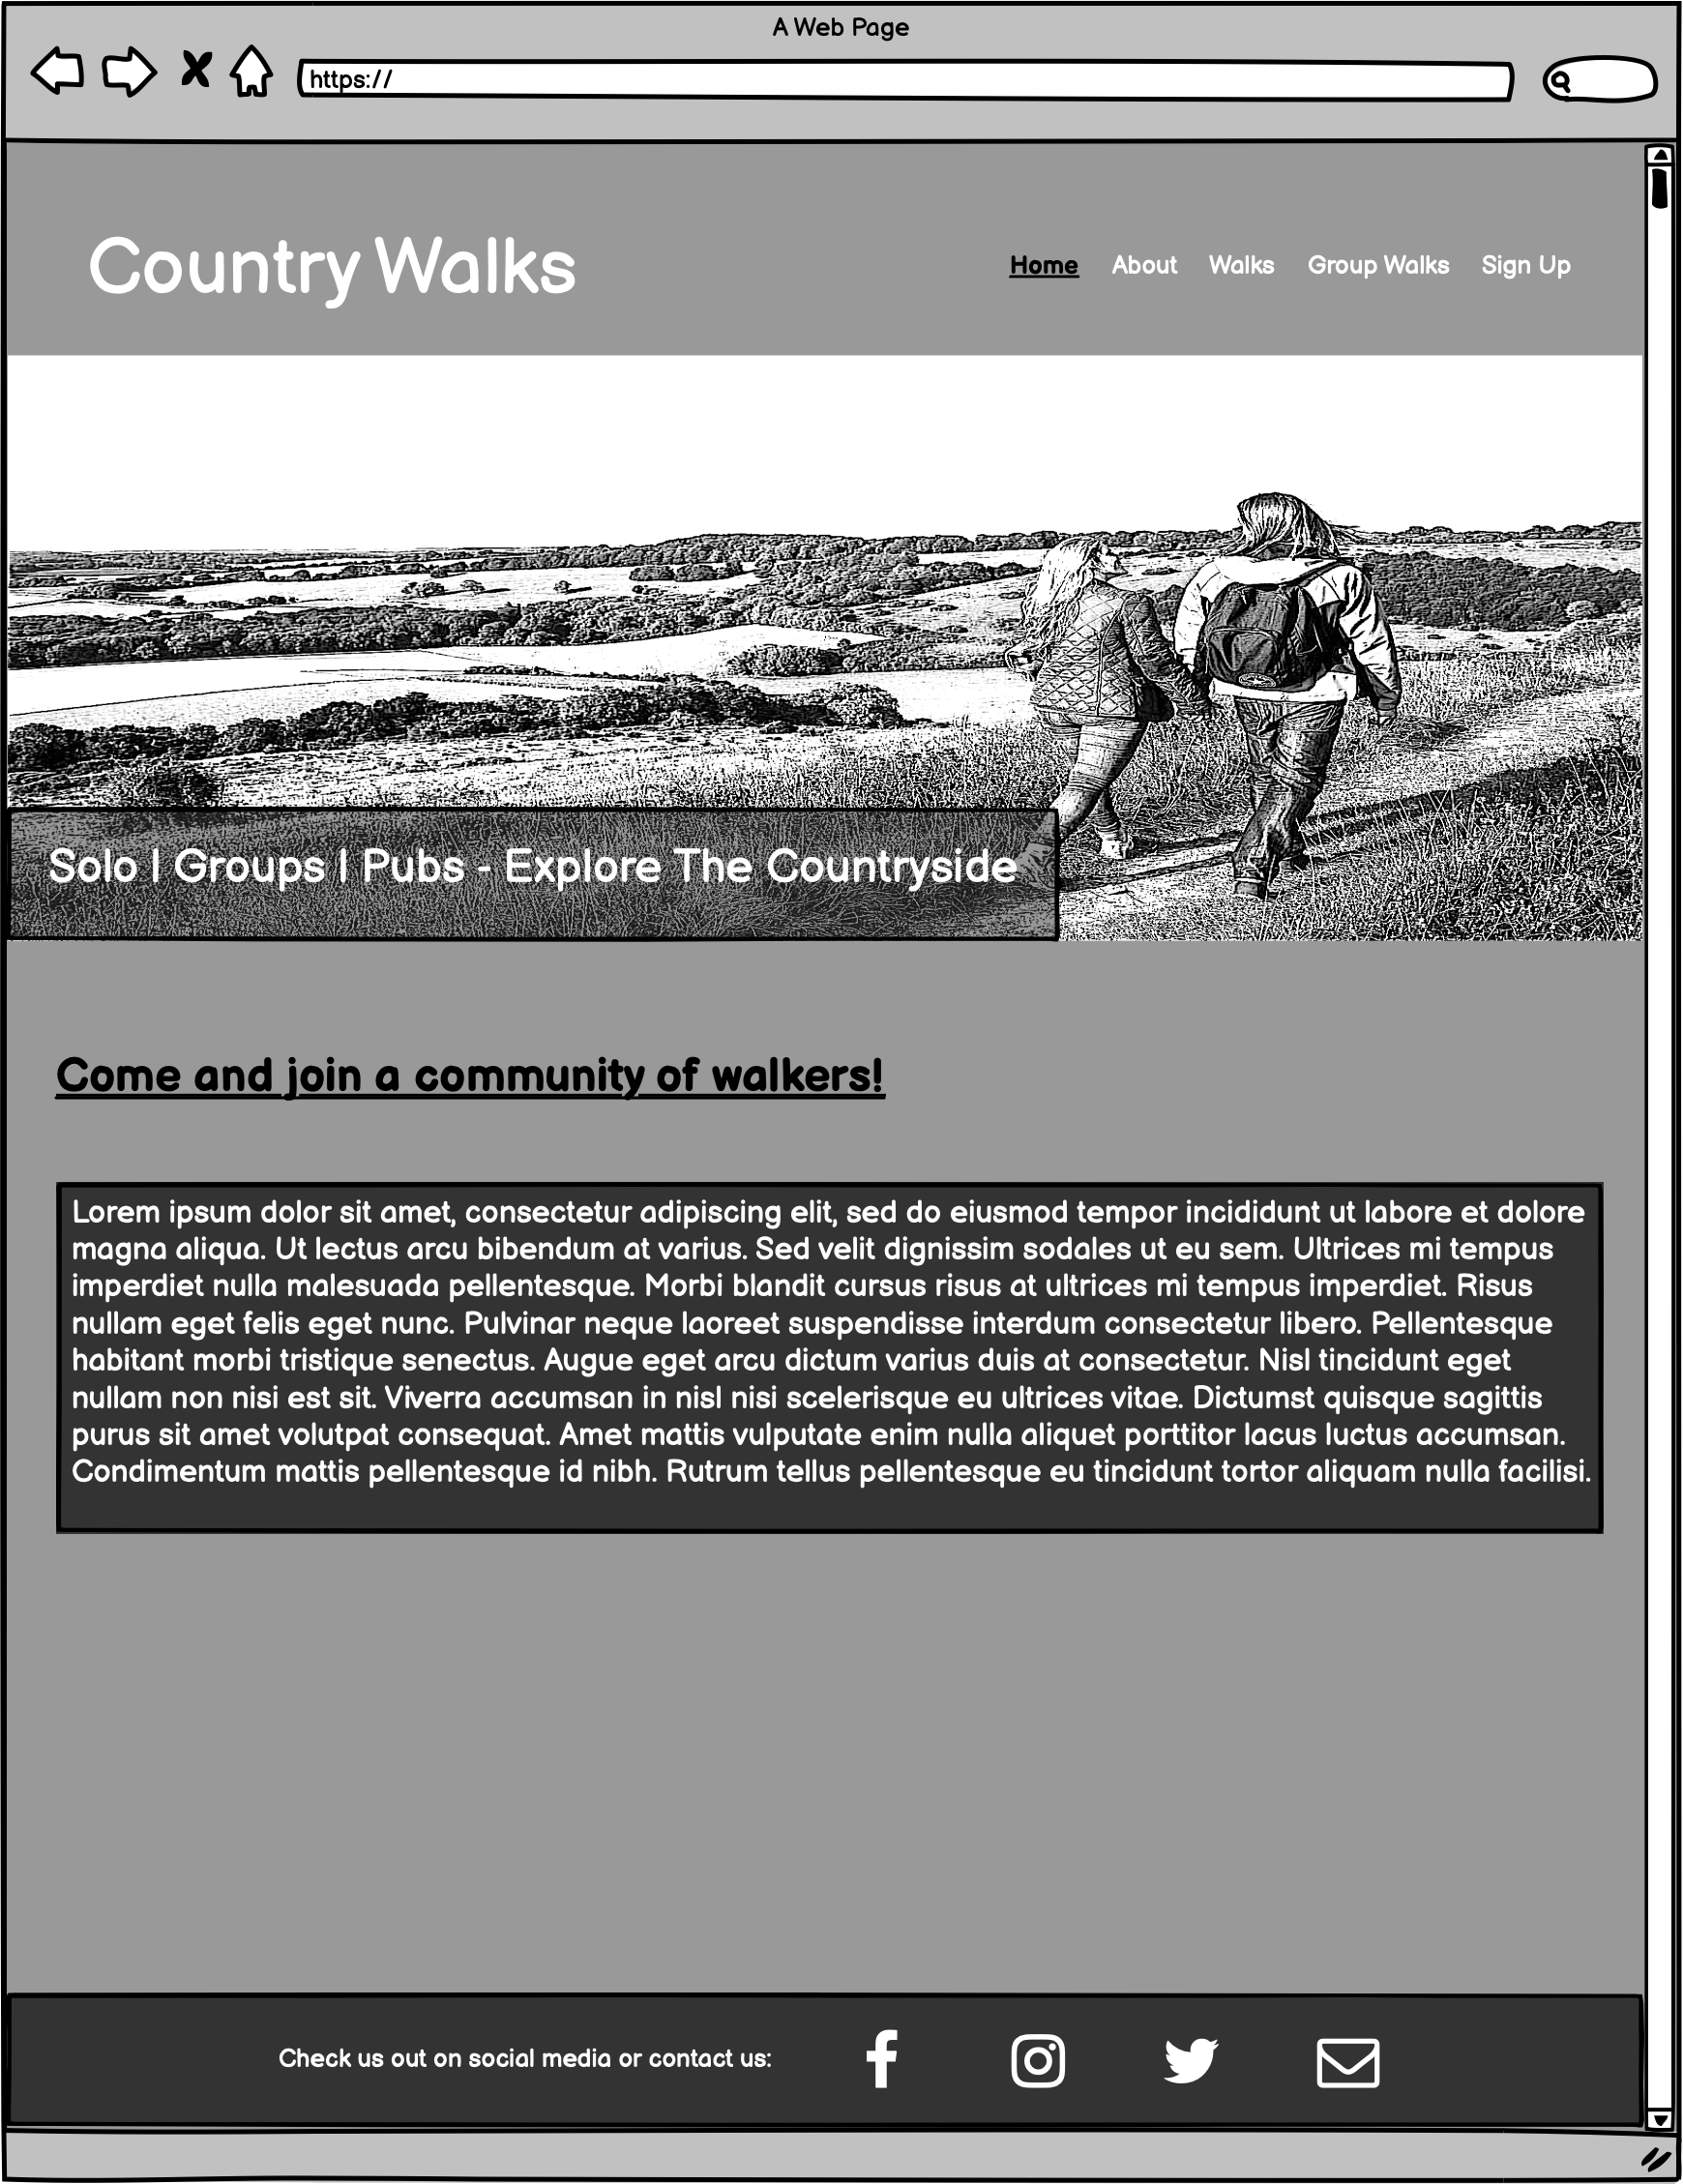 A Web Page
https://
Country Walks
Home About Walks Group Walks Sign Up
Solo | Groups | Pubs - Explore The Countryside
Come and join a community of walkers!
Lorem ipsum dolor sit amet, consectetur adipiscing elit, sed do eiusmod tempor incididunt ut labore et dolore
magna aliqua. Ut lectus arcu bibendum at varius. Sed velit dignissim sodales ut eu sem. Ultrices mi tempus
imperdiet nulla malesuada pellentesque. Morbi blandit cursus risus at ultrices mi tempus imperdiet. Risus
nullam eget felis eget nunc. Pulvinar neque laoreet suspendisse interdum consectetur libero. Pellentesque
habitant morbi tristique senectus. Augue eget arcu dictum varius duis at consectetur. Nisl tincidunt eget
nullam non nisi est sit. Viverra accumsan in nisl nisi scelerisque eu ultrices vitae. Dictumst quisque sagittis
purus sit amet volutpat consequat. Amet mattis vulputate enim nulla aliquet porttitor lacus luctus accumsan.
Condimentum mattis pellentesque id nibh. Rutrum tellus pellentesque eu tincidunt tortor aliquam nulla facilisi.
Check us out on social media or contact us: